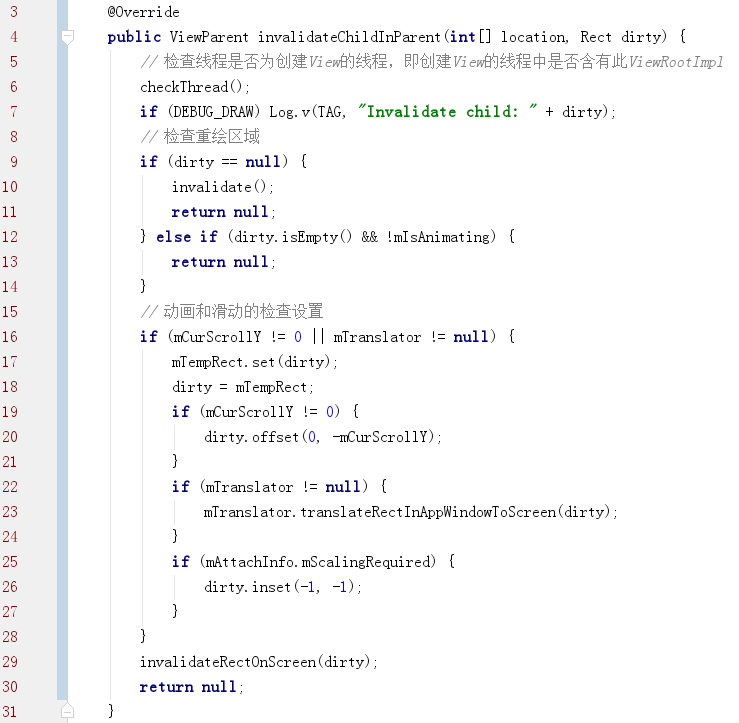 3 @Override
4 public ViewParent invalidateChildInParent(int[] location, Rect dirty) {
5 // 检查线程是否为创建View的线程，即创建View的线程中是否含有此ViewRootImpl
6 checkThread();
7 if (DEBUG_DRAW) Log.v(TAG, "Invalidate child: " + dirty);
8 // 检查重绘区域
9 if (dirty == null) {
10 invalidate();
11 return null;
12 } else if (dirty.isEmpty() && !mIsAnimating) {
13 return null;
14 }
15 // 动画和滑动的检查设置
16 if (mCurScrollY != 0 || mTranslator != null) {
17 mTempRect.set(dirty);
18 dirty = mTempRect;
19 if (mCurScrollY != 0) {
20 dirty.offset(0, -mCurScrollY);
21 }
22 if (mTranslator != null) {
23 mTranslator.translateRectInAppWindowToScreen(dirty);
24 }
25 if (mAttachInfo.mScalingRequired) {
26 dirty.inset(-1, -1);
27 }
28 }
29 invalidateRectOnScreen(dirty);
30 return null;
31 }